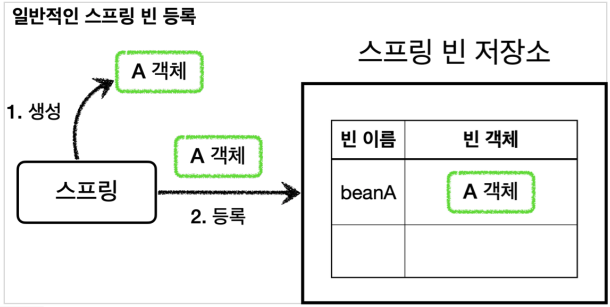 일반적인 스프링 빈 등록
스프링 빈 저장소
A 객체
1. 생성
A 객체
스프링
2. 등록
빈 이름 빈 객체
beanA A 객체